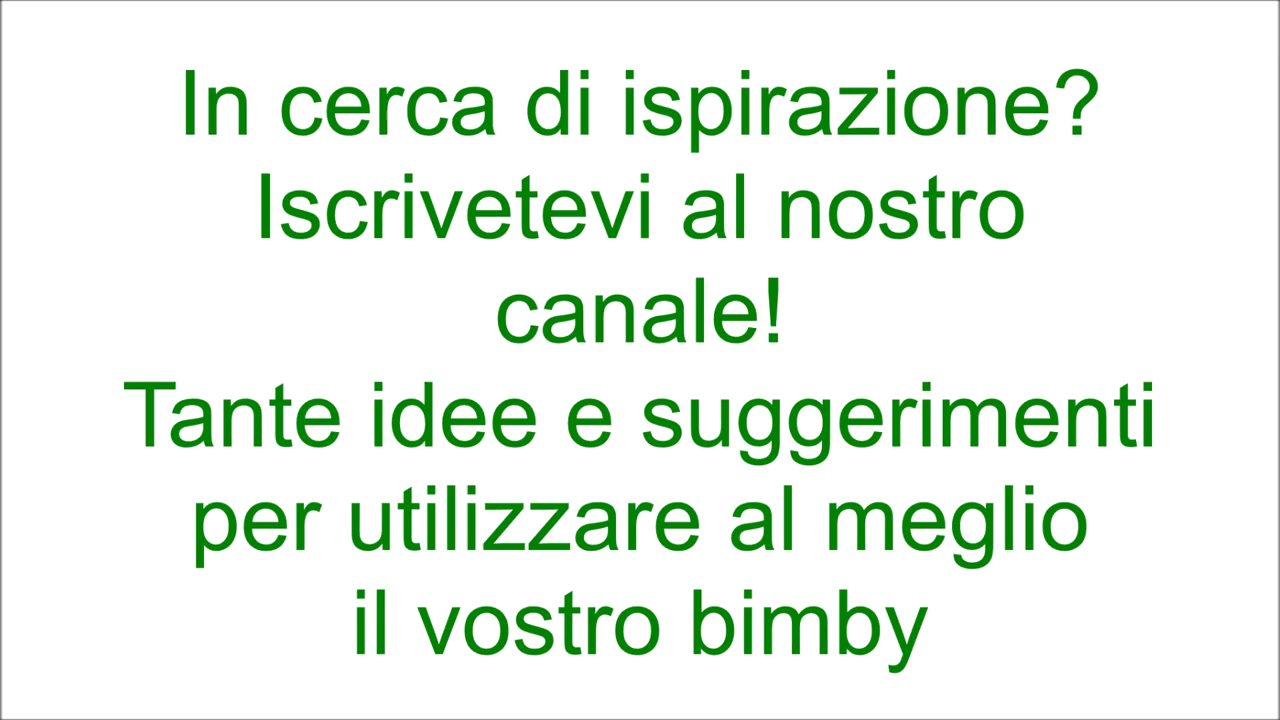 In cerca di ispirazione?
Iscrivetevi al nostro
canale!
Tante idee e suggerimenti
per utilizzare al meglio
il vostro bimby